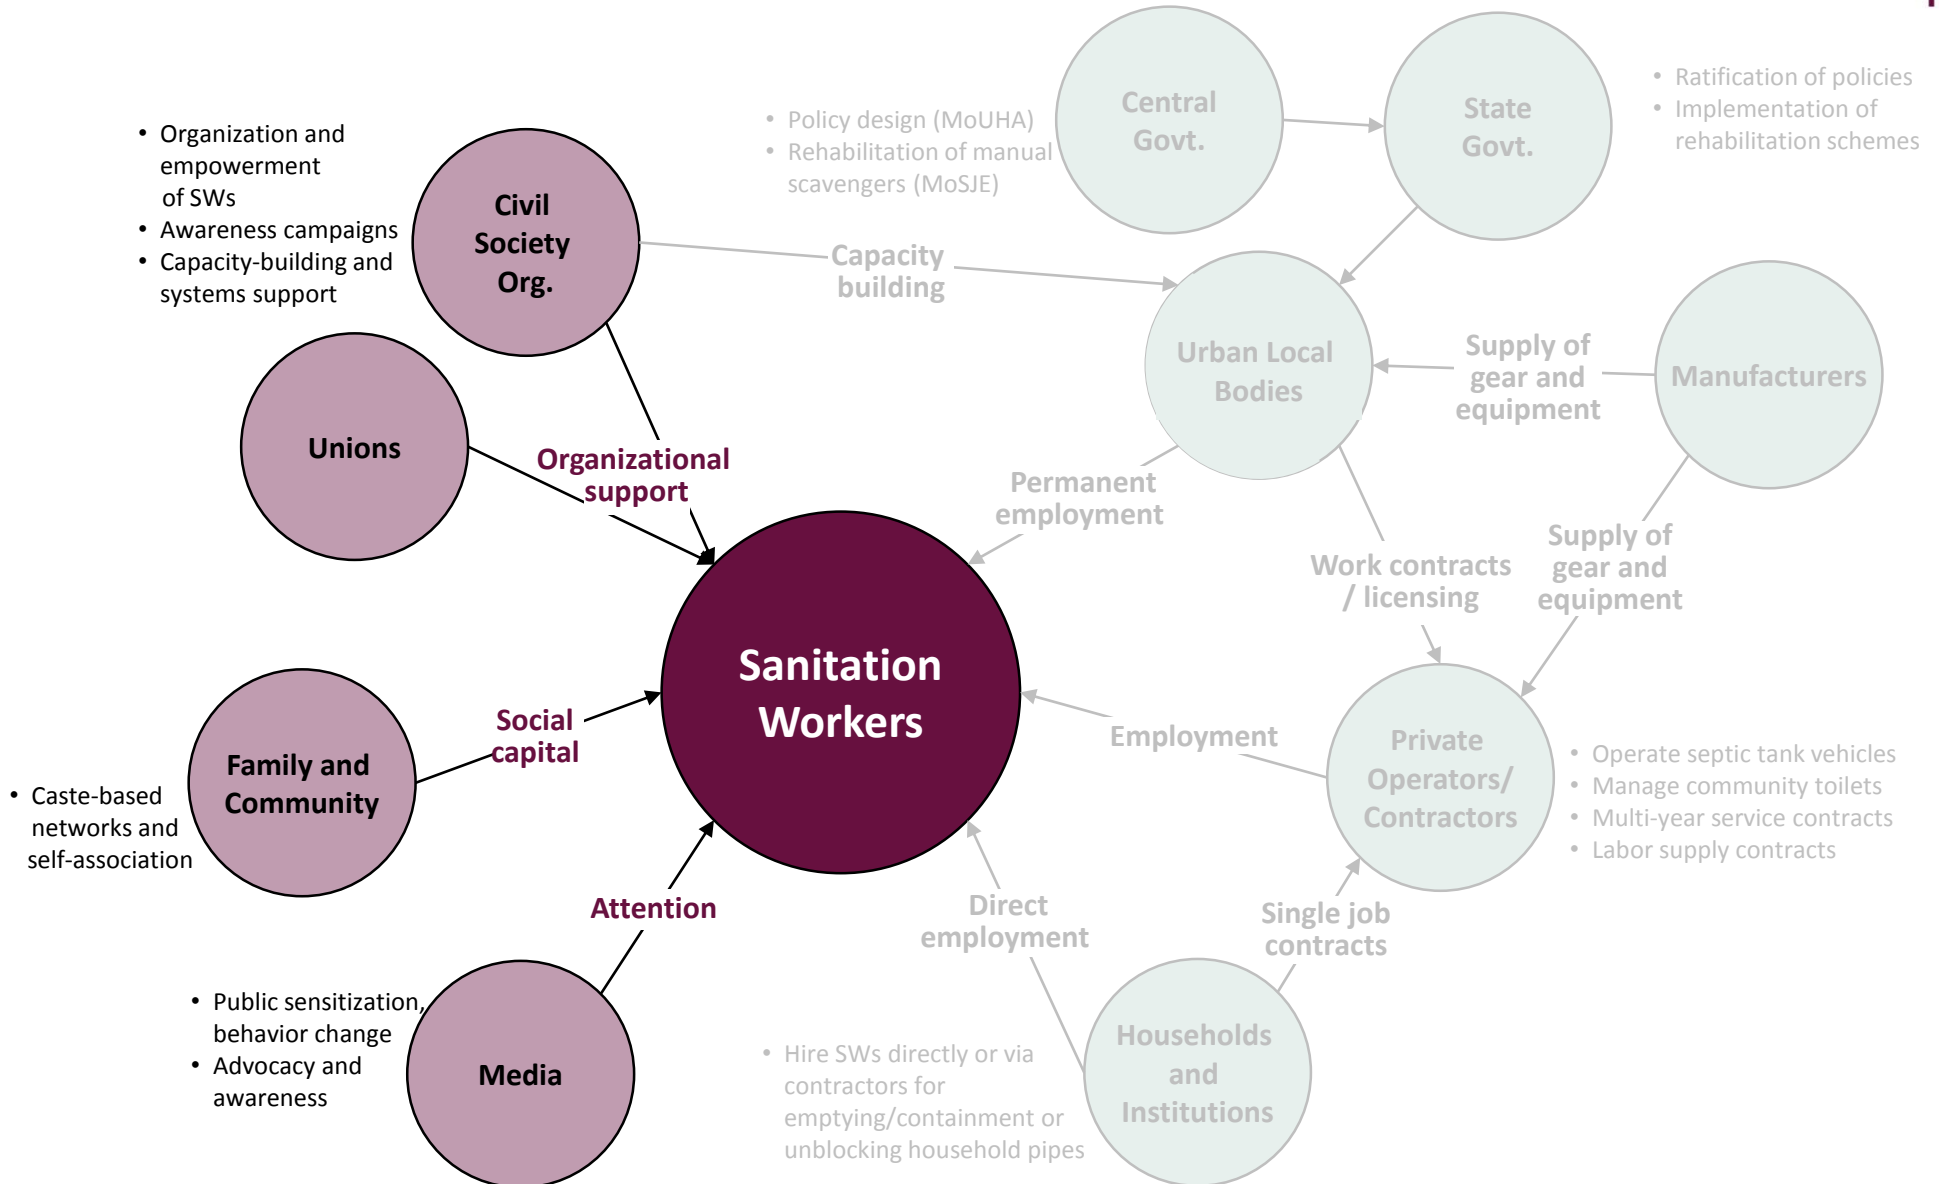 • Organization and
empowerment
of SWs
• Awareness campaigns
• Capacity-building and
systems support
Civil
Society
Org.
• Policy design (MoUHA)
• Rehabilitation of manual
scavengers (MoSJE)
Central
Govt.
State
Govt.
• Ratification of policies
• Implementation of
rehabilitation schemes
Capacity
building
Urban Local
Bodies
Supply of
gear and
equipment
Manufacturers
Unions
Organizational
support
Permanent
employment
Work contracts
/ licensing
Supply of
gear and
equipment
Sanitation
Workers
Social
capital
Family and
Community
• Caste-based
networks and
self-association
Employment
Private
Operators/
Contractors
• Operate septic tank vehicles
• Manage community toilets
• Multi-year service contracts
• Labor supply contracts
Attention
Direct
employment
Single job
contracts
• Public sensitization,
behavior change
• Advocacy and
awareness
Media
• Hire SWs directly or via
contractors for
emptying/containment or
unblocking household pipes
Households
and
Institutions